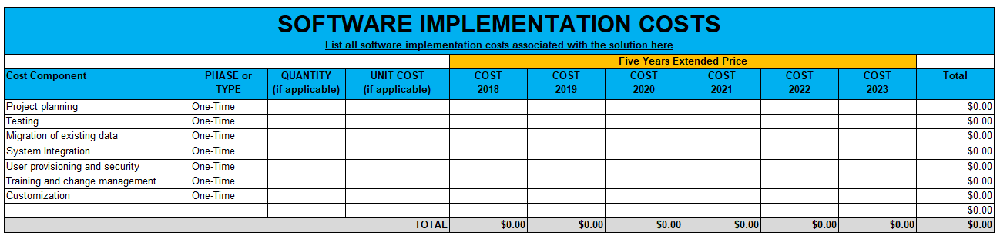 SOFTWARE IMPLEMENTATION COSTS
List all software implementation costs associated with the solution here
Five Years Extended Price
Cost Component PHASE or TYPE QUANTITY (if applicable) UNIT COST (if applicable) COST 2018 COST 2019 COST 2020 COST 2021 COST 2022 COST 2023 Total
Project planning One-Time $0.00
Testing One-Time $0.00
Migration of existing data One-Time $0.00
System Integration One-Time $0.00
User provisioning and security One-Time $0.00
Training and change management One-Time $0.00
Customization One-Time $0.00
$0.00
TOTAL $0.00 $0.00 $0.00 $0.00 $0.00 $0.00 $0.00